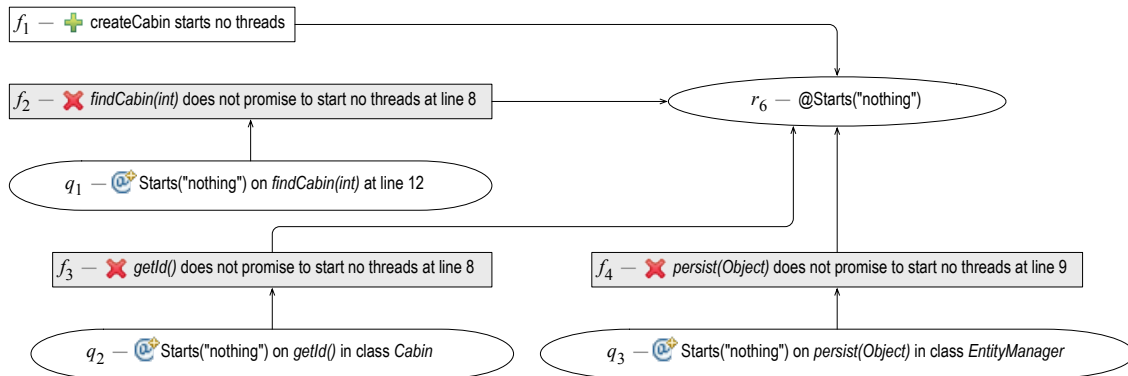 f1 — createCabin starts no threads
f2 — findCabin(int) does not promise to start no threads at line 8
r6 — @Starts("nothing")
q1 — @ Starts("nothing") on findCabin(int) at line 12
f3 — getId() does not promise to start no threads at line 8
f4 — persist(Object) does not promise to start no threads at line 9
q2 — @ Starts("nothing") on getId() in class Cabin
q3 — @ Starts("nothing") on persist(Object) in class EntityManager